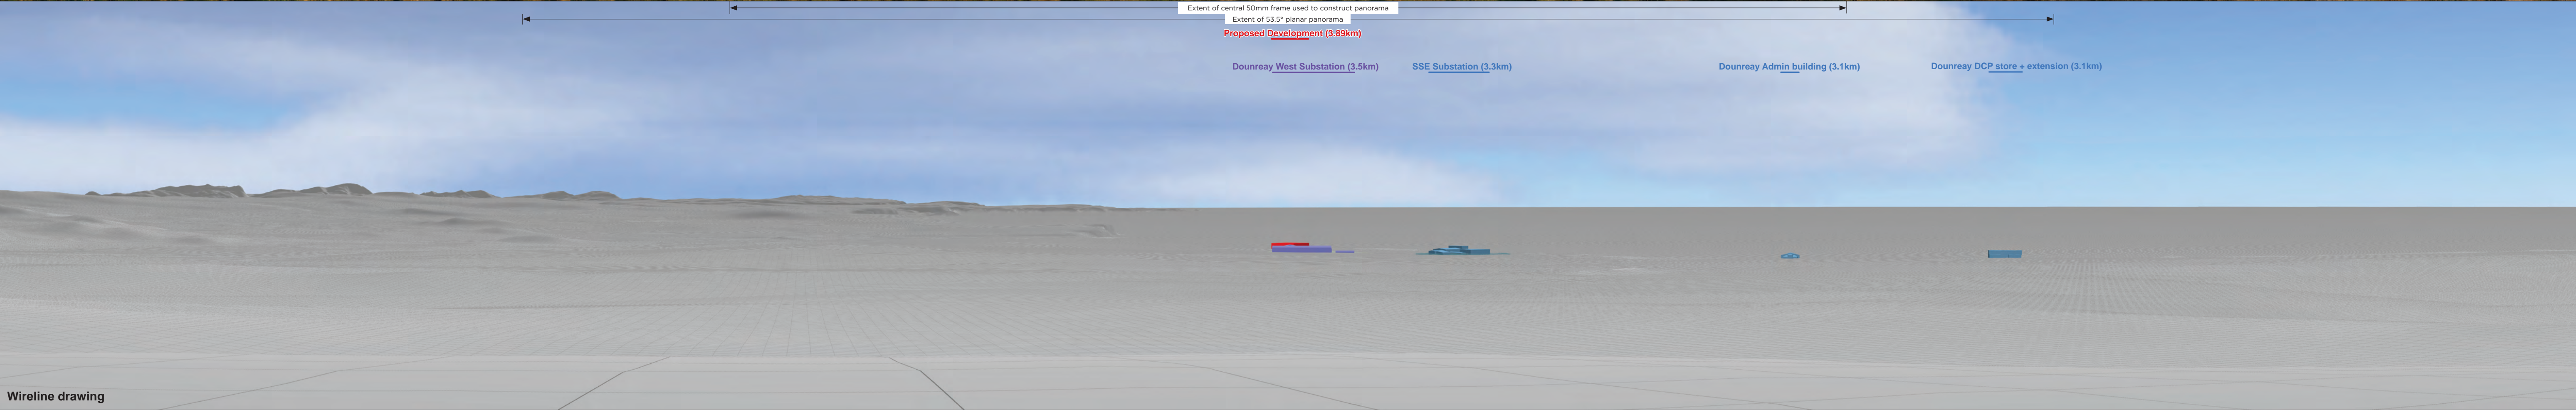 Extent of central 50mm frame used to construct panorama
Extent of 53.5° planar panorama
Proposed Development (3.89km)
Dounreay West Substation (3.5km)
SSE Substation (3.3km)
Dounreay Admin building (3.1km)
Dounreay DCP store + extension (3.1km)
Wireline drawing